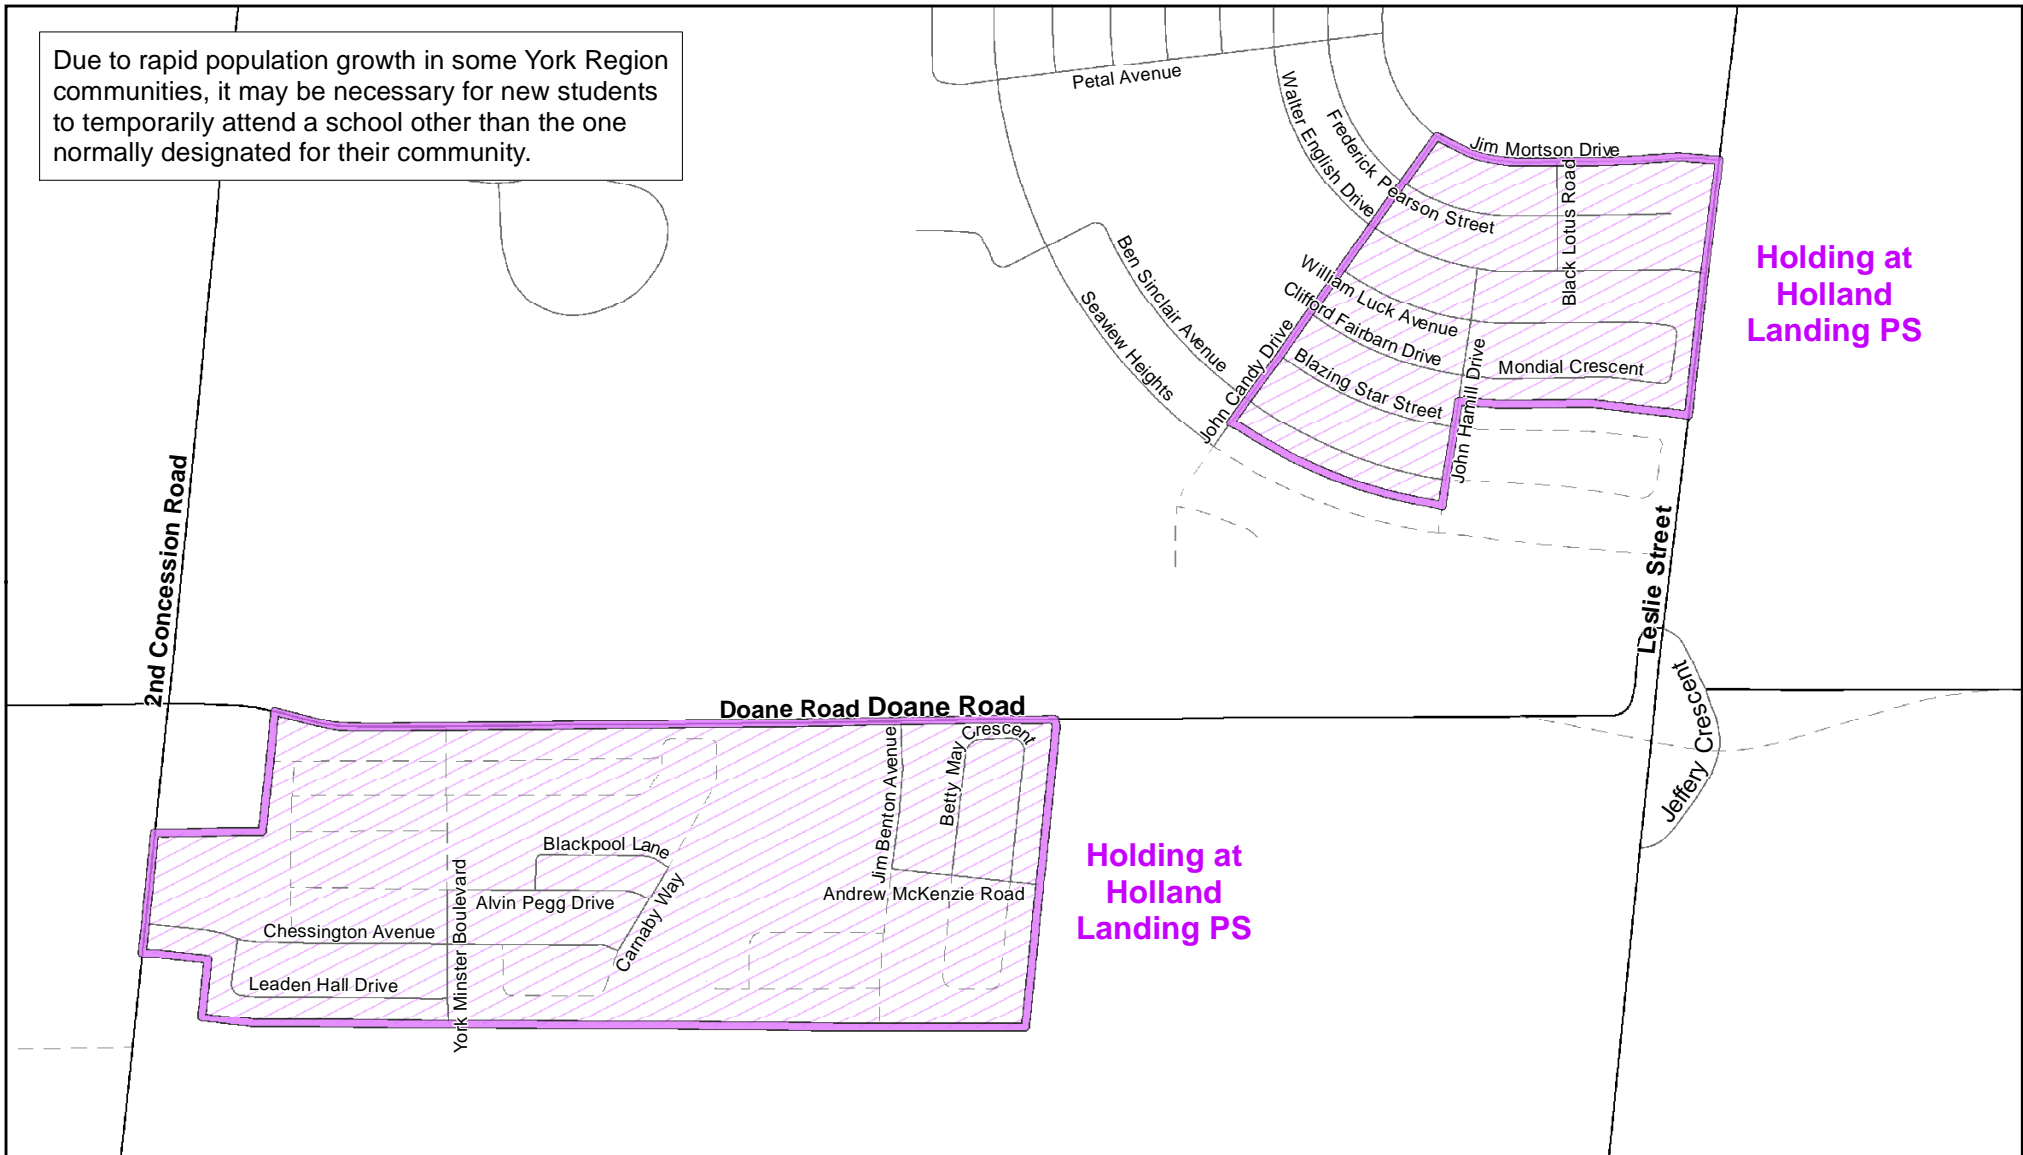 Due to rapid population growth in some York Region
communities, it may be necessary for new students
to temporarily attend a school other than the one
normally designated for their community.
Petal Avenue
Walter English Drive
Frederick Pearson Street
Jim Mortson Drive
Black Lotus Road
Ben Sinclair Avenue
Seaview Heights
William Luck Avenue
Clifford Fairbarn Drive
Blazing Star Street
John Candy Drive
John Hamill Drive
Mondial Crescent
Holding at
Holland
Landing PS
2nd Concession Road
Leslie Street
Jeffery Crescent
Doane Road Doane Road
Jim Benton Avenue
Betty May Crescent
Blackpool Lane
Alvin Pegg Drive
Carnaby Way
Andrew McKenzie Road
Chessington Avenue
Leaden Hall Drive
York Minster Boulevard
Holding at
Holland
Landing PS